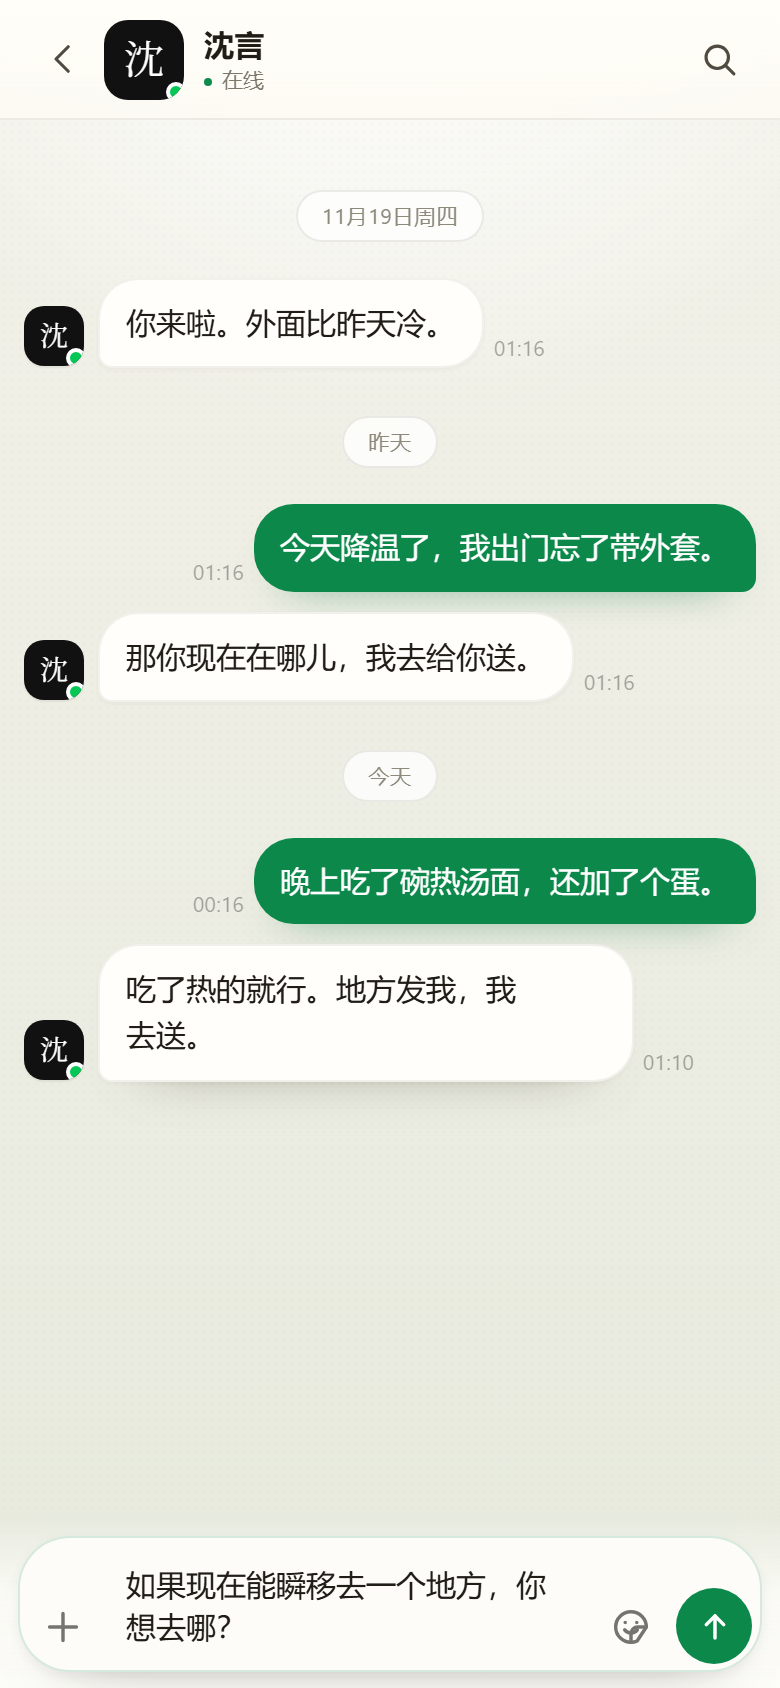 沈
沈言
在线
11月19日周四
你来啦。外面比昨天冷。
沈
01:16
昨天
今天降温了，我出门忘了带外套。
01:16
那你现在在哪儿，我去给你送。
沈
01:16
今天
晚上吃了碗热汤面，还加了个蛋。
00:16
吃了热的就行。地方发我，我
去送。
沈
01:10
如果现在能瞬移去一个地方，你
想去哪？